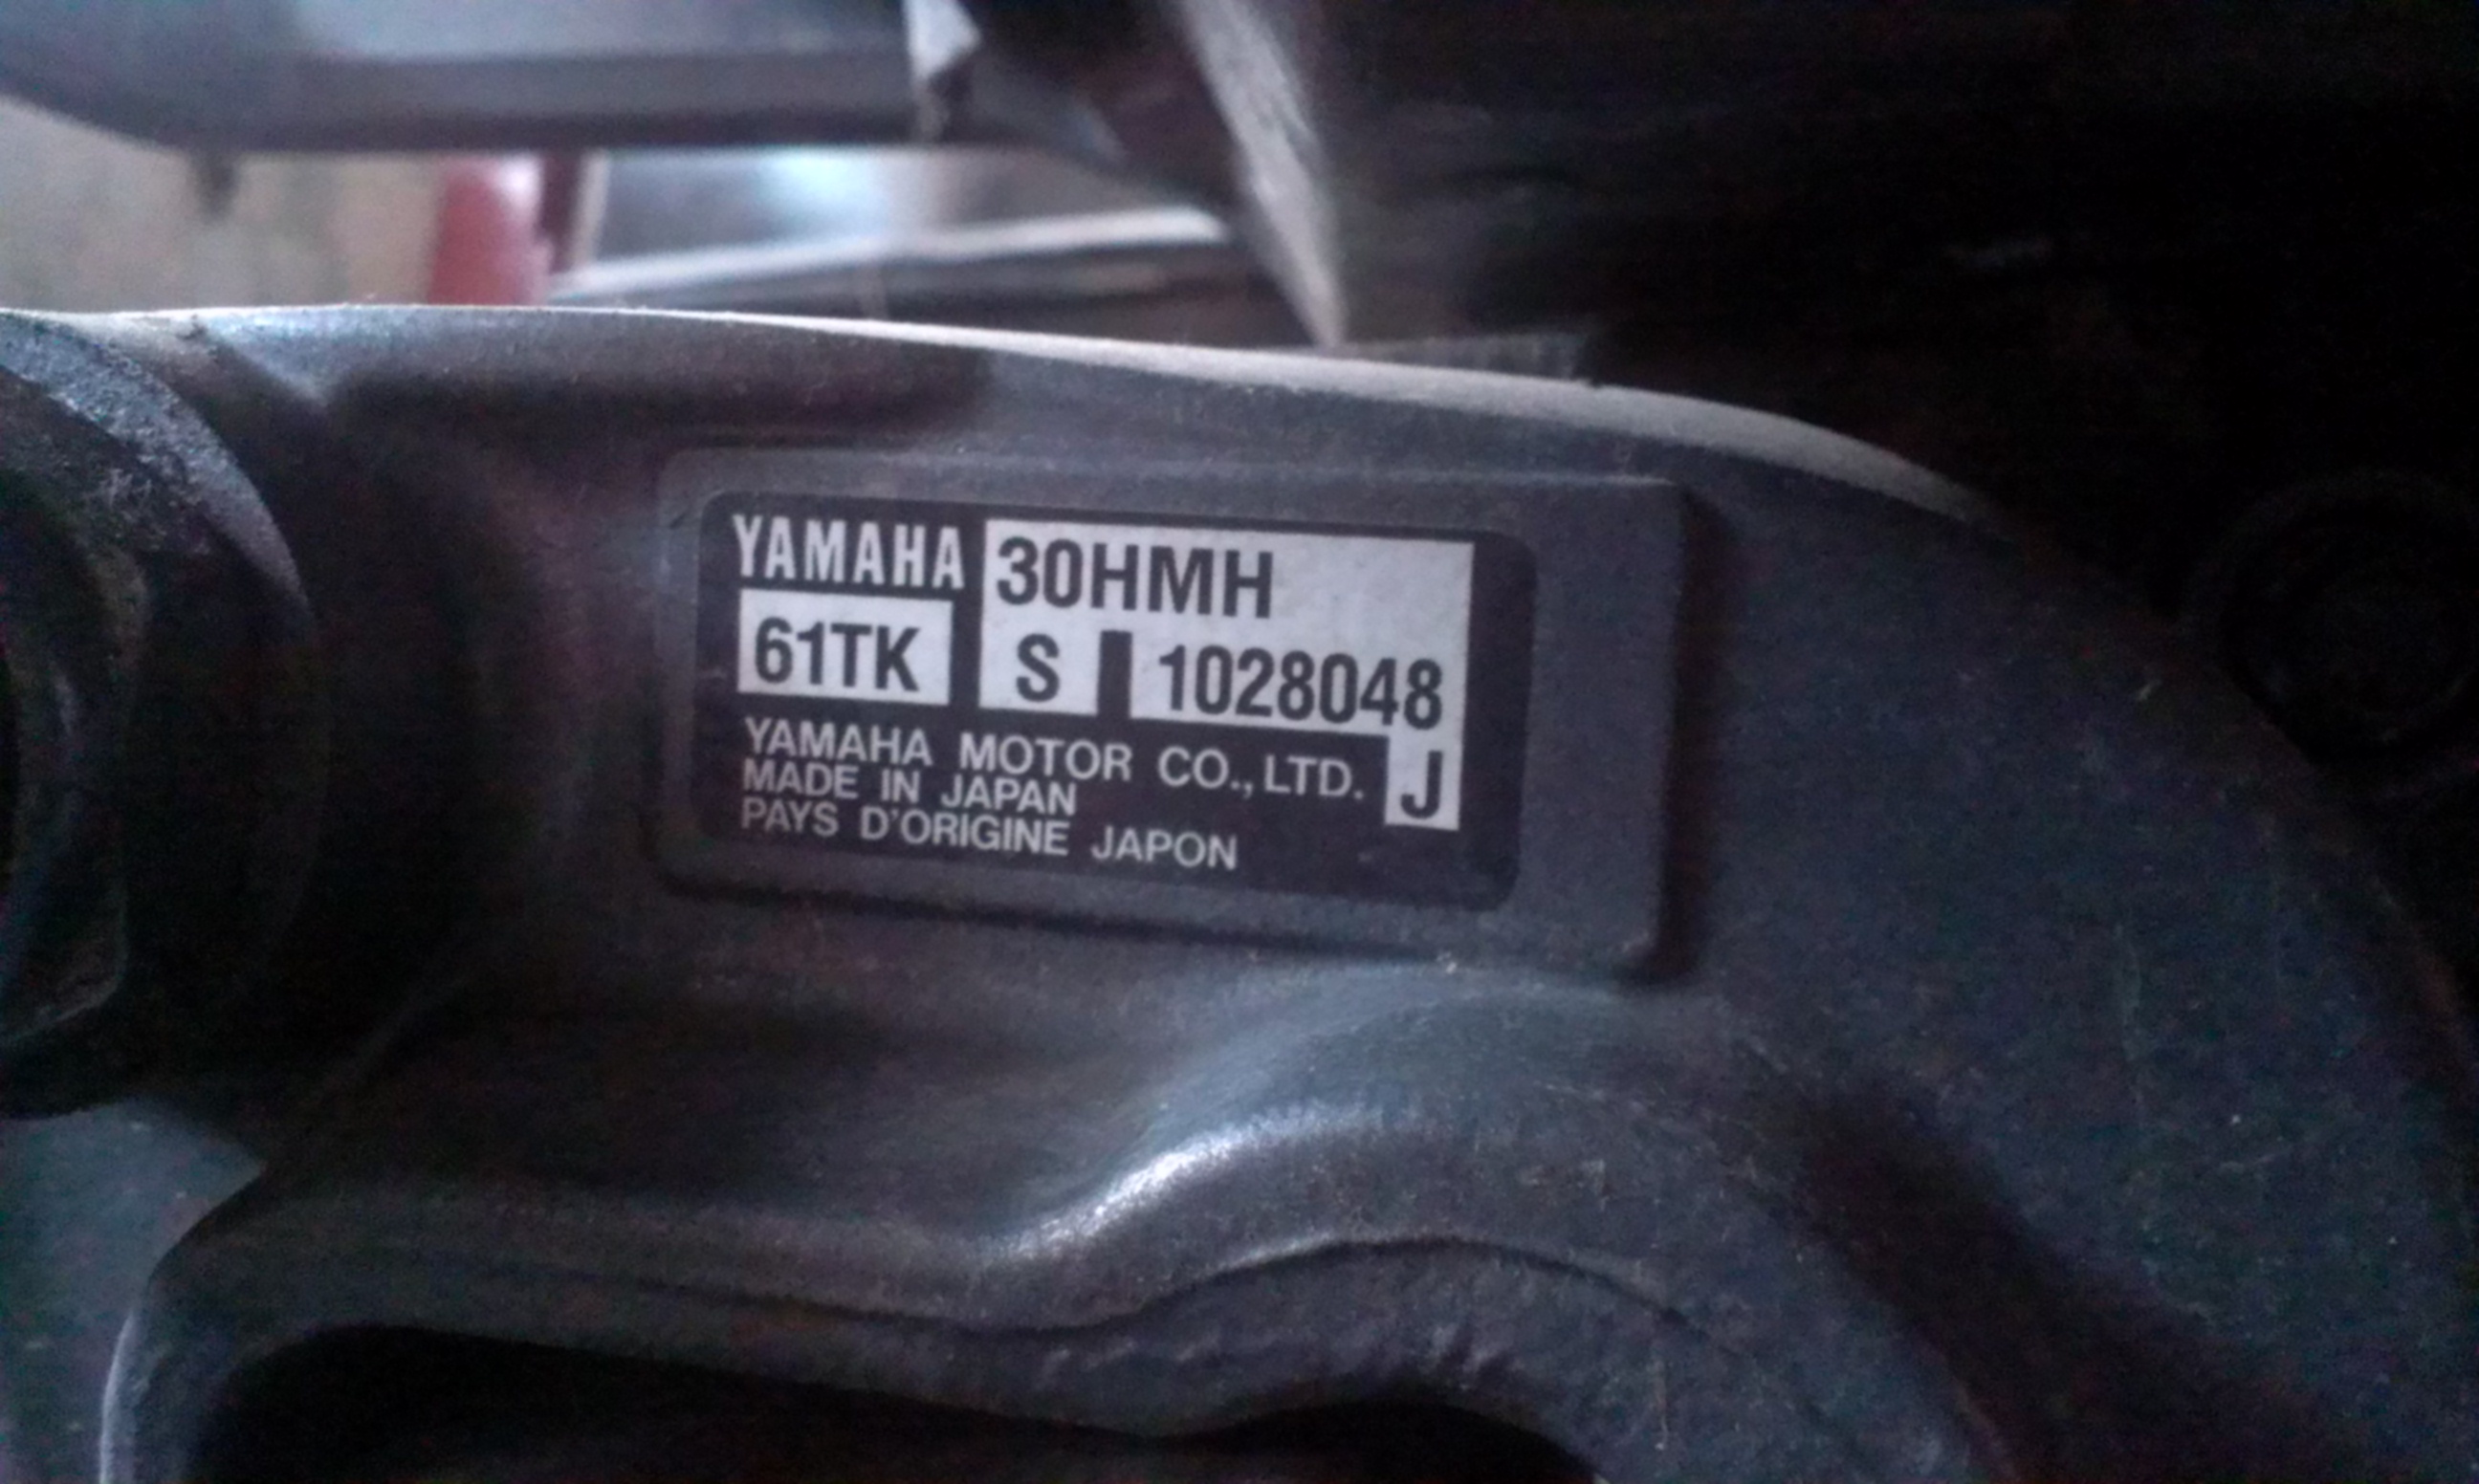 YAMAHA 30HMH
61TK S 1028048
YAMAHA MOTOR CO., LTD. J
MADE IN JAPAN
PAYS D'ORIGINE JAPON